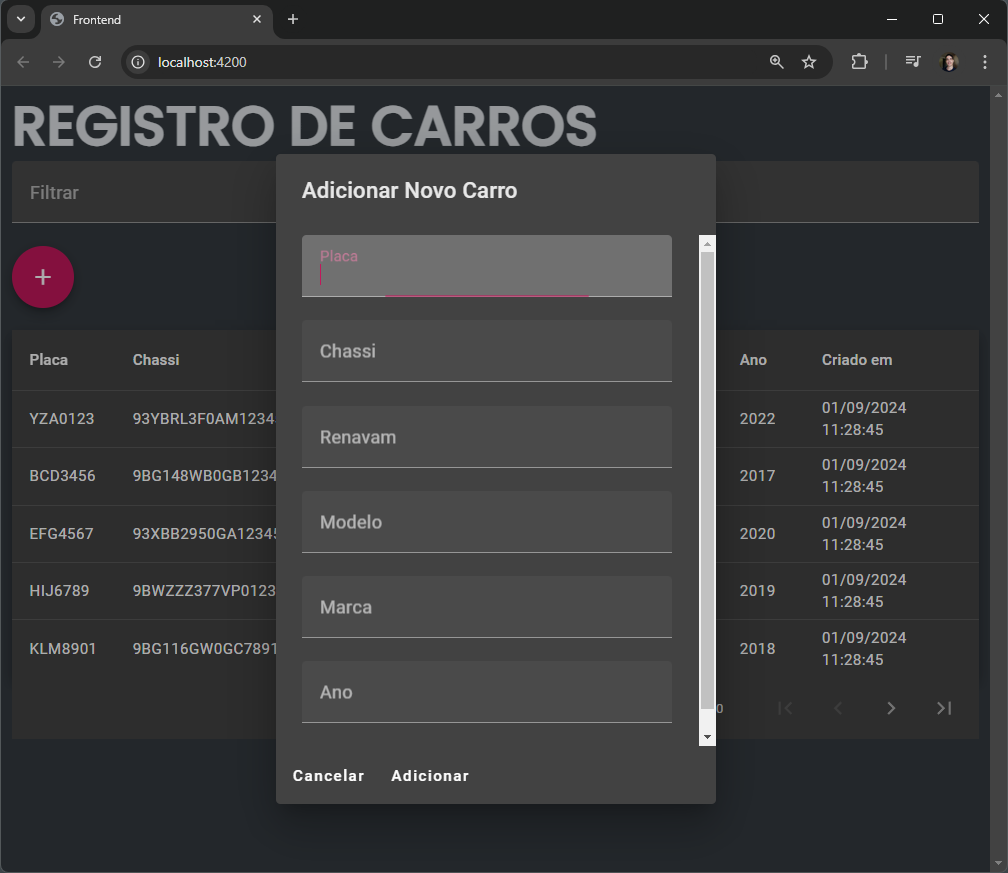 Frontend
localhost:4200
REGISTRO DE CARROS
Filtrar
Adicionar Novo Carro
Placa
Chassi
Renavam
Modelo
Marca
Ano
Cancelar Adicionar
+
Placa Chassi Ano Criado em
YZA0123 93YBRL3F0AM1234 2022 01/09/2024
11:28:45
BCD3456 9BG148WB0GB1234 2017 01/09/2024
11:28:45
EFG4567 93XBB2950GA12345 2020 01/09/2024
11:28:45
HIJ6789 9BWZZZ377VP0123 2019 01/09/2024
11:28:45
KLM8901 9BG116GW0GC7891 2018 01/09/2024
11:28:45
0